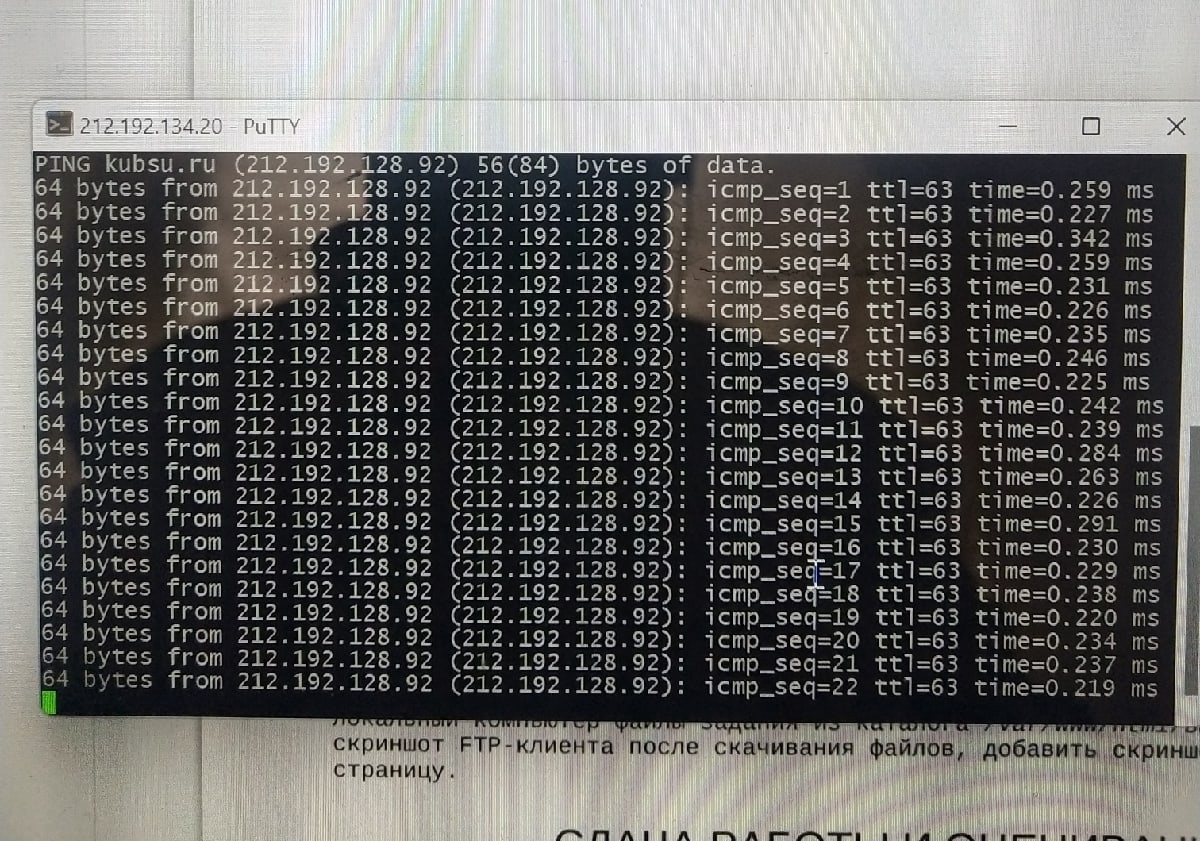 212.192.134.20 - PuTTY
PING kubsu.ru (212.192.128.92) 56(84) bytes of data.
64 bytes from 212.192.128.92 (212.192.128.92): icmp_seq=1 ttl=63 time=0.259 ms
64 bytes from 212.192.128.92 (212.192.128.92): icmp_seq=2 ttl=63 time=0.227 ms
64 bytes from 212.192.128.92 (212.192.128.92): icmp_seq=3 ttl=63 time=0.342 ms
64 bytes from 212.192.128.92 (212.192.128.92): icmp_seq=4 ttl=63 time=0.259 ms
64 bytes from 212.192.128.92 (212.192.128.92): icmp_seq=5 ttl=63 time=0.231 ms
64 bytes from 212.192.128.92 (212.192.128.92): icmp_seq=6 ttl=63 time=0.226 ms
64 bytes from 212.192.128.92 (212.192.128.92): icmp_seq=7 ttl=63 time=0.235 ms
64 bytes from 212.192.128.92 (212.192.128.92): icmp_seq=8 ttl=63 time=0.246 ms
64 bytes from 212.192.128.92 (212.192.128.92): icmp_seq=9 ttl=63 time=0.225 ms
64 bytes from 212.192.128.92 (212.192.128.92): icmp_seq=10 ttl=63 time=0.242 ms
64 bytes from 212.192.128.92 (212.192.128.92): icmp_seq=11 ttl=63 time=0.239 ms
64 bytes from 212.192.128.92 (212.192.128.92): icmp_seq=12 ttl=63 time=0.284 ms
64 bytes from 212.192.128.92 (212.192.128.92): icmp_seq=13 ttl=63 time=0.263 ms
64 bytes from 212.192.128.92 (212.192.128.92): icmp_seq=14 ttl=63 time=0.226 ms
64 bytes from 212.192.128.92 (212.192.128.92): icmp_seq=15 ttl=63 time=0.291 ms
64 bytes from 212.192.128.92 (212.192.128.92): icmp_seq=16 ttl=63 time=0.230 ms
64 bytes from 212.192.128.92 (212.192.128.92): icmp_seq=17 ttl=63 time=0.229 ms
64 bytes from 212.192.128.92 (212.192.128.92): icmp_seq=18 ttl=63 time=0.238 ms
64 bytes from 212.192.128.92 (212.192.128.92): icmp_seq=19 ttl=63 time=0.220 ms
64 bytes from 212.192.128.92 (212.192.128.92): icmp_seq=20 ttl=63 time=0.234 ms
64 bytes from 212.192.128.92 (212.192.128.92): icmp_seq=21 ttl=63 time=0.237 ms
64 bytes from 212.192.128.92 (212.192.128.92): icmp_seq=22 ttl=63 time=0.219 ms
локальный компьютер файлы задания из каталога
скриншот FTP-клиента после скачивания файлов, добавить скринш
страницу.
СДАЧА РАБОТЫ И